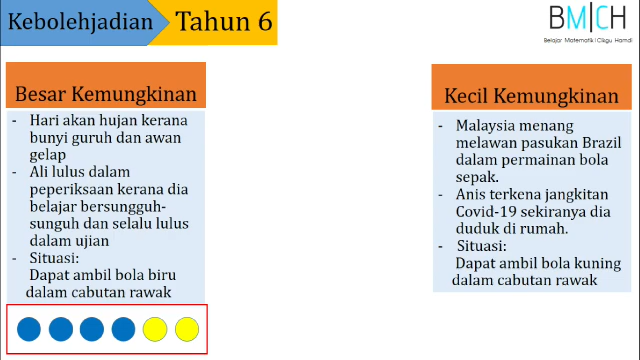 Kebolehjadian
Tahun 6
BM|CH
Belajar Matematik|Cikgu Hamdi
Besar Kemungkinan
- Hari akan hujan kerana
bunyi guruh dan awan
gelap
- Ali lulus dalam
peperiksaan kerana dia
belajar bersungguh-
sunguh dan selalu lulus
dalam ujian
- Situasi:
Dapat ambil bola biru
dalam cabutan rawak
Kecil Kemungkinan
- Malaysia menang
melawan pasukan Brazil
dalam permainan bola
sepak.
- Anis terkena jangkitan
Covid-19 sekiranya dia
duduk di rumah.
- Situasi:
Dapat ambil bola kuning
dalam cabutan rawak